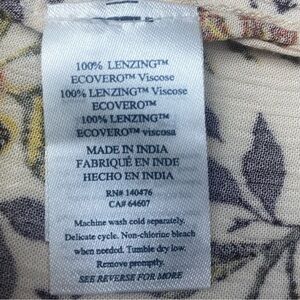 100% LENZING™
ECOVERO™ Viscose
100% LENZING™ Viscose
ECOVERO™
100% LENZING™
ECOVERO™ viscosa
MADE IN INDIA
FABRIQUÉ EN INDE
HECHO EN INDIA
RN# 140476
CA# 64607
Machine wash cold separately.
Delicate cycle. Non-chlorine bleach
when needed. Tumble dry low.
Remove promptly.
SEE REVERSE FOR MORE